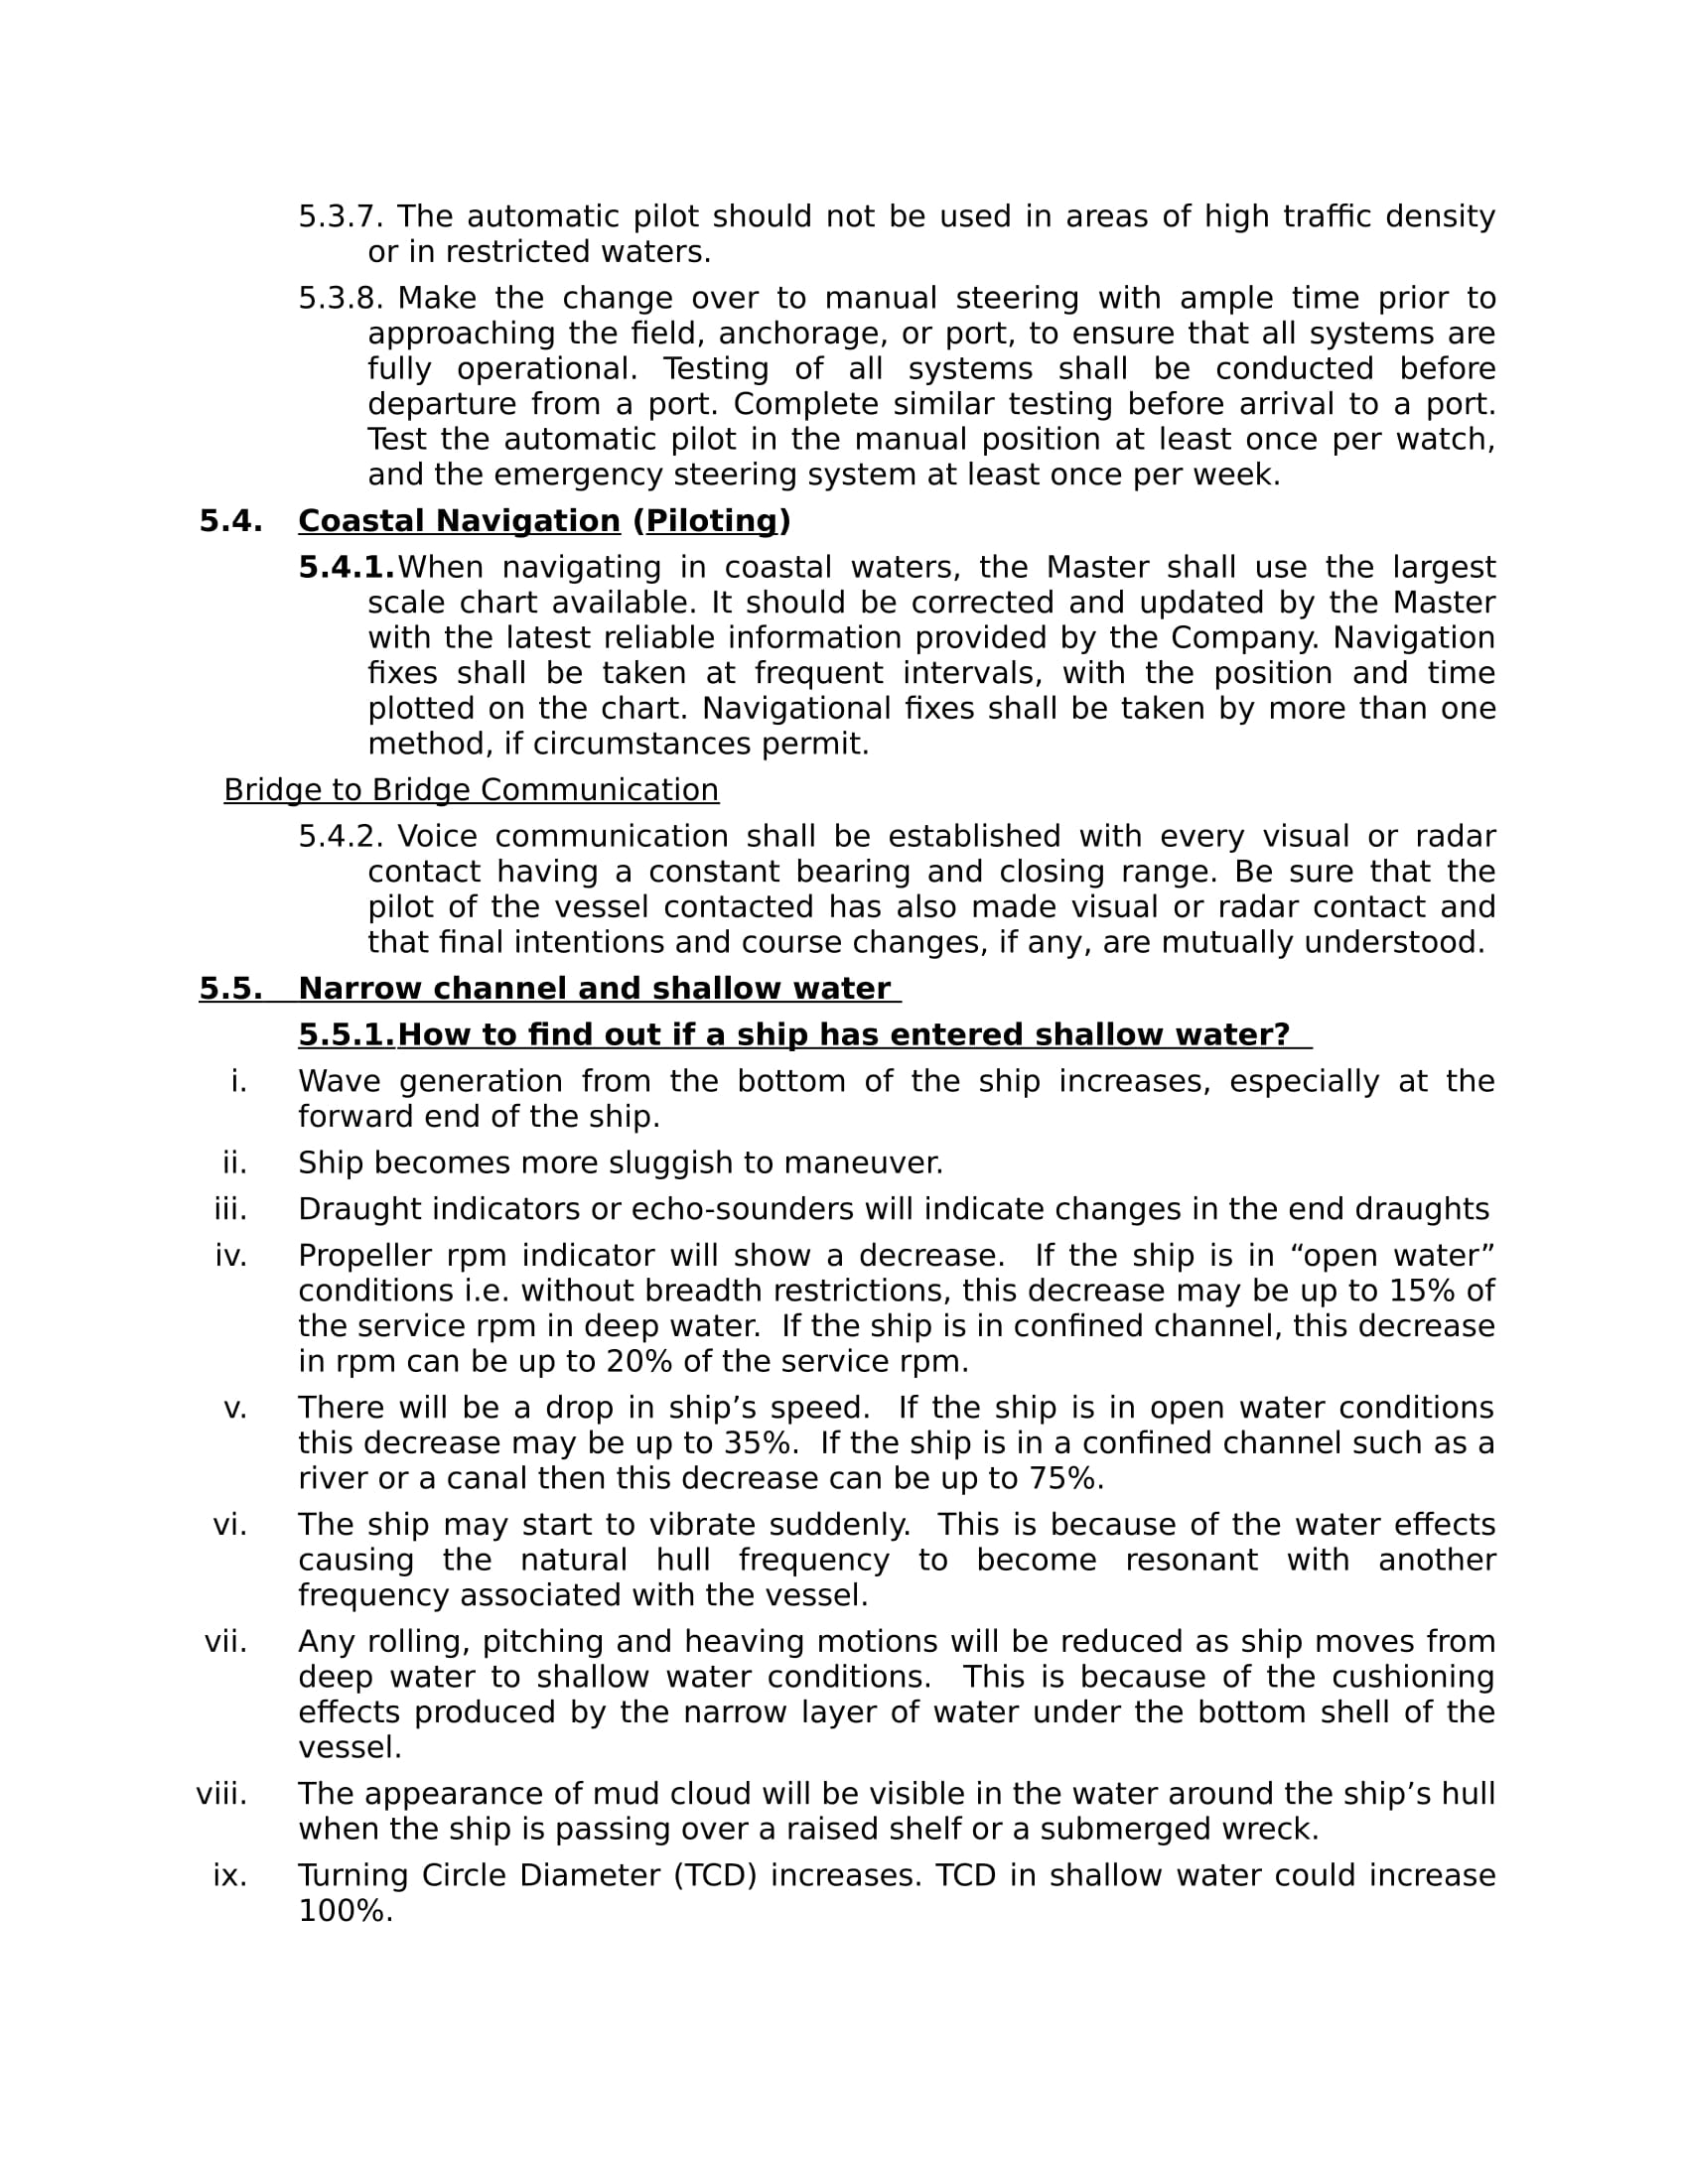 5.3.7. The automatic pilot should not be used in areas of high traffic density
or in restricted waters.
5.3.8. Make the change over to manual steering with ample time prior to
approaching the field, anchorage, or port, to ensure that all systems are
fully operational. Testing of all systems shall be conducted before
departure from a port. Complete similar testing before arrival to a port.
Test the automatic pilot in the manual position at least once per watch,
and the emergency steering system at least once per week.
5.4. Coastal Navigation (Piloting)
5.4.1. When navigating in coastal waters, the Master shall use the largest
scale chart available. It should be corrected and updated by the Master
with the latest reliable information provided by the Company. Navigation
fixes shall be taken at frequent intervals, with the position and time
plotted on the chart. Navigational fixes shall be taken by more than one
method, if circumstances permit.
Bridge to Bridge Communication
5.4.2. Voice communication shall be established with every visual or radar
contact having a constant bearing and closing range. Be sure that the
pilot of the vessel contacted has also made visual or radar contact and
that final intentions and course changes, if any, are mutually understood.
5.5. Narrow channel and shallow water
5.5.1. How to find out if a ship has entered shallow water?
i. Wave generation from the bottom of the ship increases, especially at the
forward end of the ship.
ii. Ship becomes more sluggish to maneuver.
iii. Draught indicators or echo-sounders will indicate changes in the end draughts
iv. Propeller rpm indicator will show a decrease. If the ship is in “open water”
conditions i.e. without breadth restrictions, this decrease may be up to 15% of
the service rpm in deep water. If the ship is in confined channel, this decrease
in rpm can be up to 20% of the service rpm.
v. There will be a drop in ship’s speed. If the ship is in open water conditions
this decrease may be up to 35%. If the ship is in a confined channel such as a
river or a canal then this decrease can be up to 75%.
vi. The ship may start to vibrate suddenly. This is because of the water effects
causing the natural hull frequency to become resonant with another
frequency associated with the vessel.
vii. Any rolling, pitching and heaving motions will be reduced as ship moves from
deep water to shallow water conditions. This is because of the cushioning
effects produced by the narrow layer of water under the bottom shell of the
vessel.
viii. The appearance of mud cloud will be visible in the water around the ship’s hull
when the ship is passing over a raised shelf or a submerged wreck.
ix. Turning Circle Diameter (TCD) increases. TCD in shallow water could increase
100%.